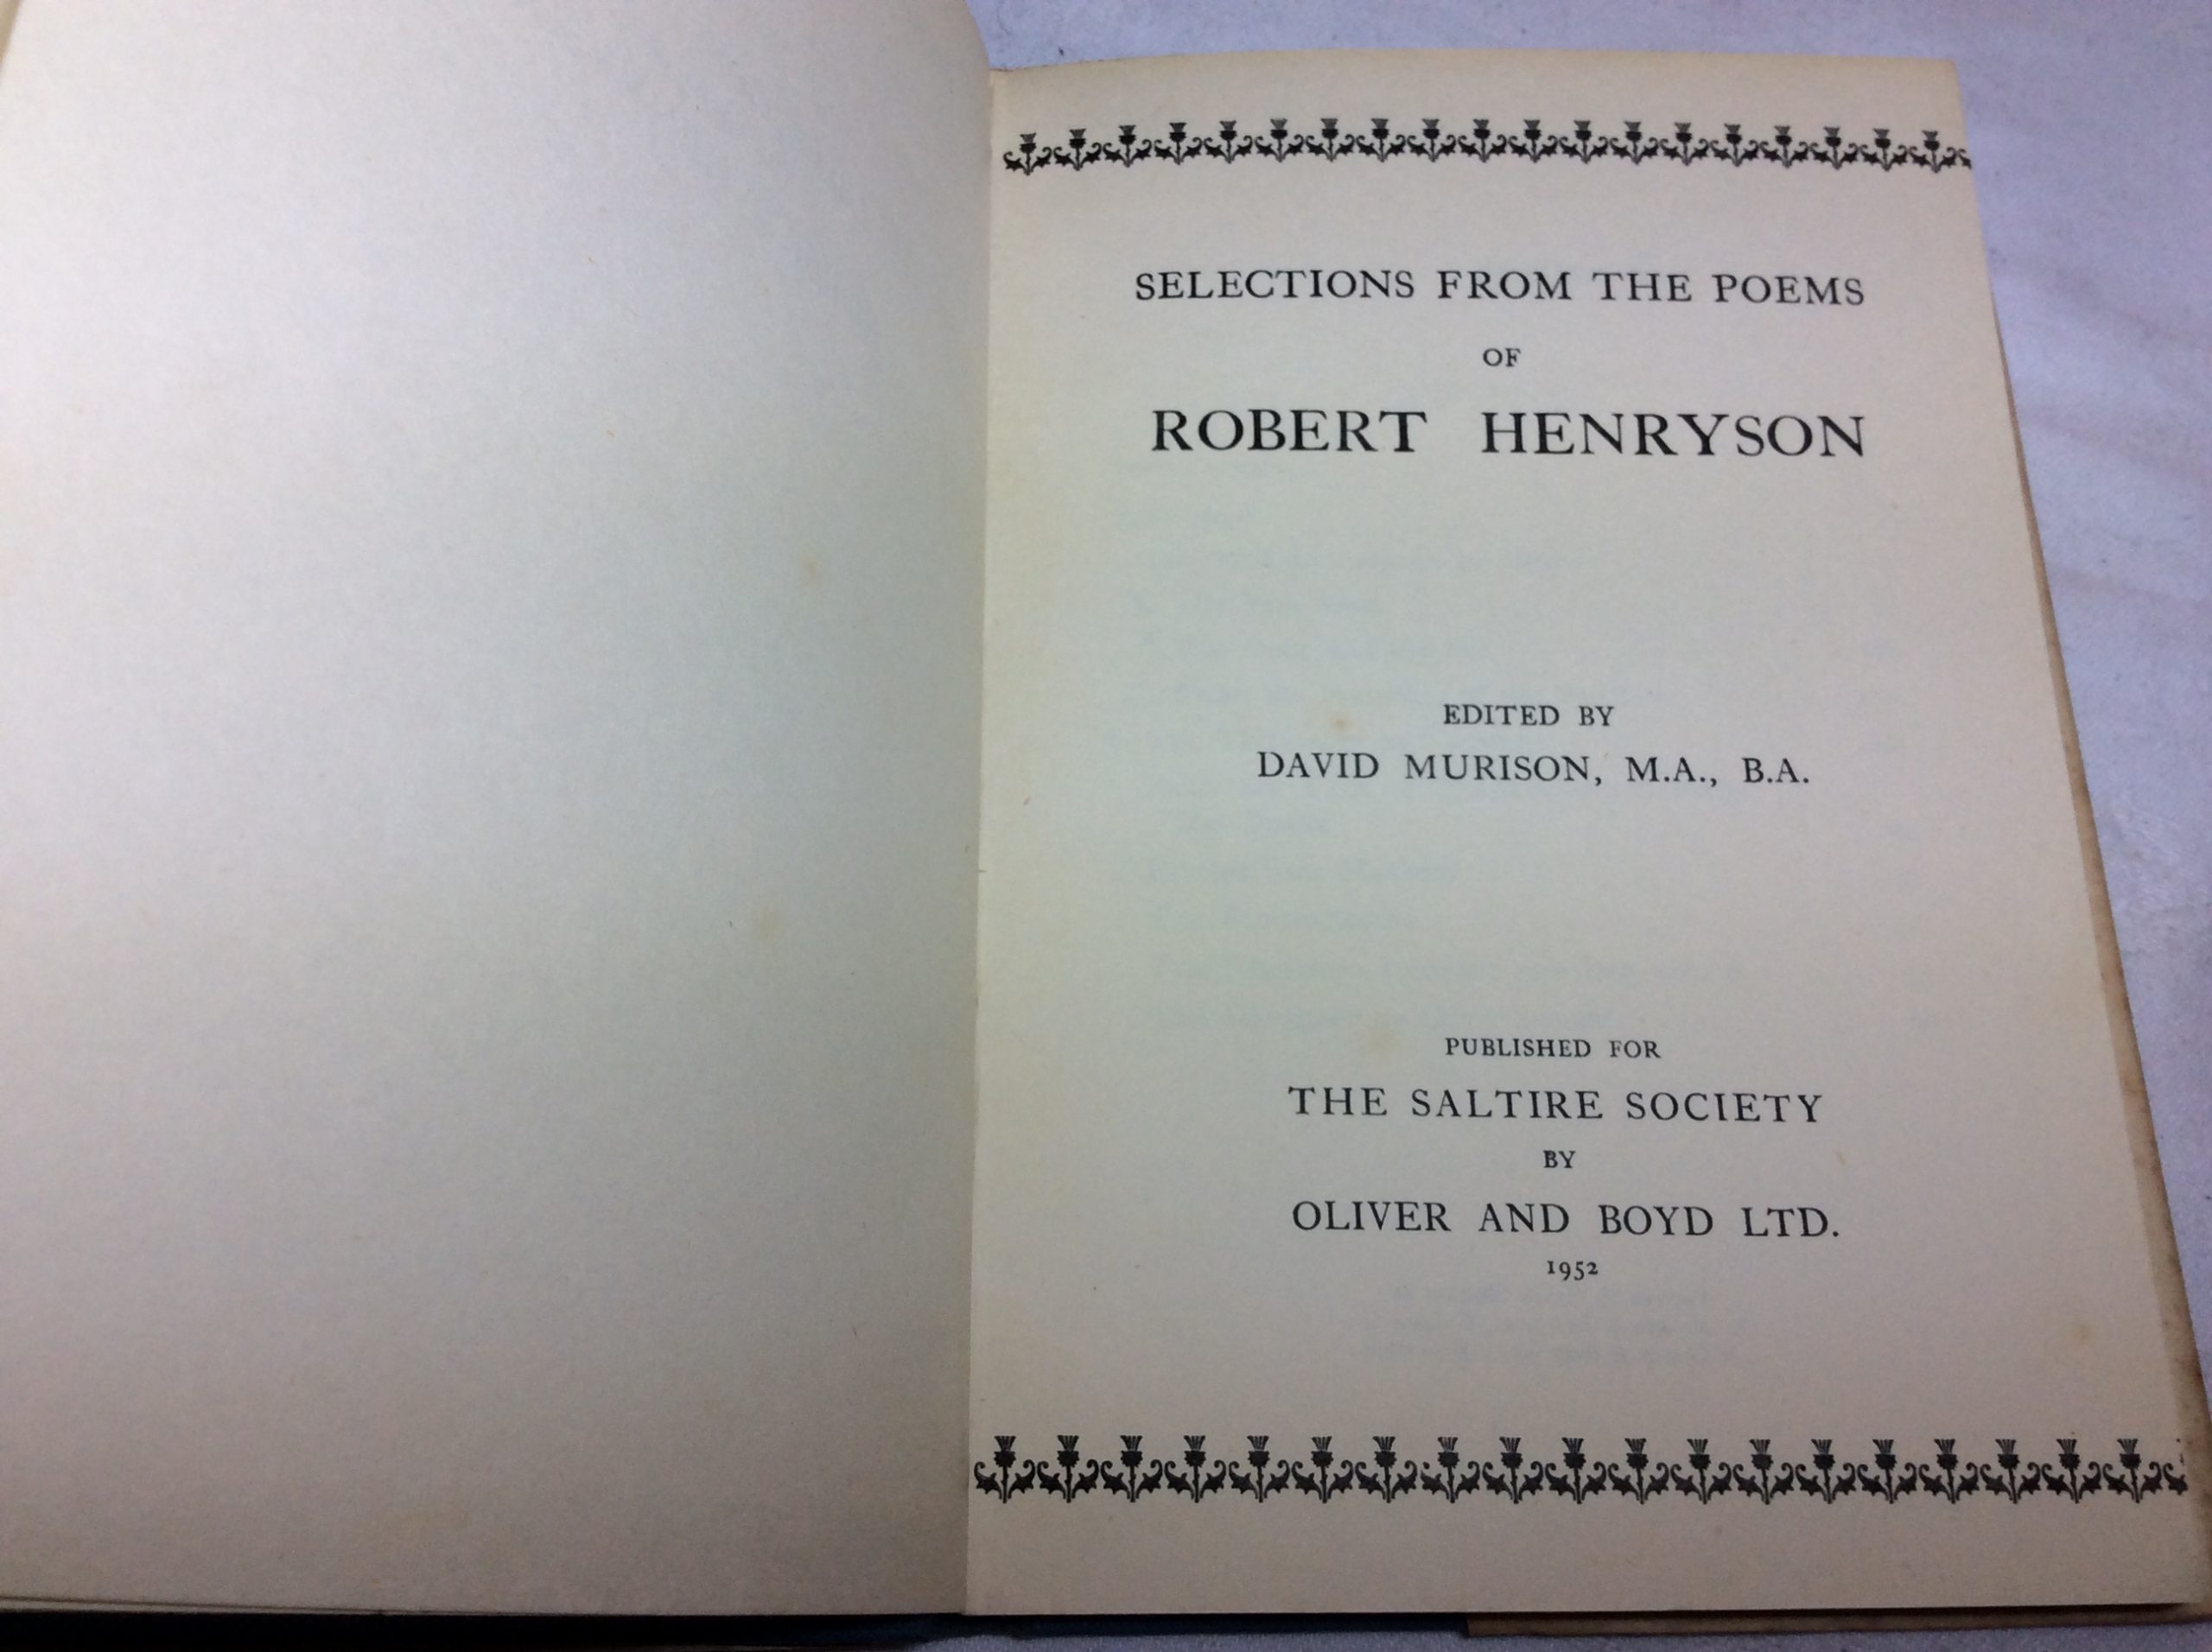 SELECTIONS FROM THE POEMS
OF
ROBERT HENRYSON
EDITED BY
DAVID MURISON, M.A., B.A.
PUBLISHED FOR
THE SALTIRE SOCIETY
BY
OLIVER AND BOYD LTD.
1952